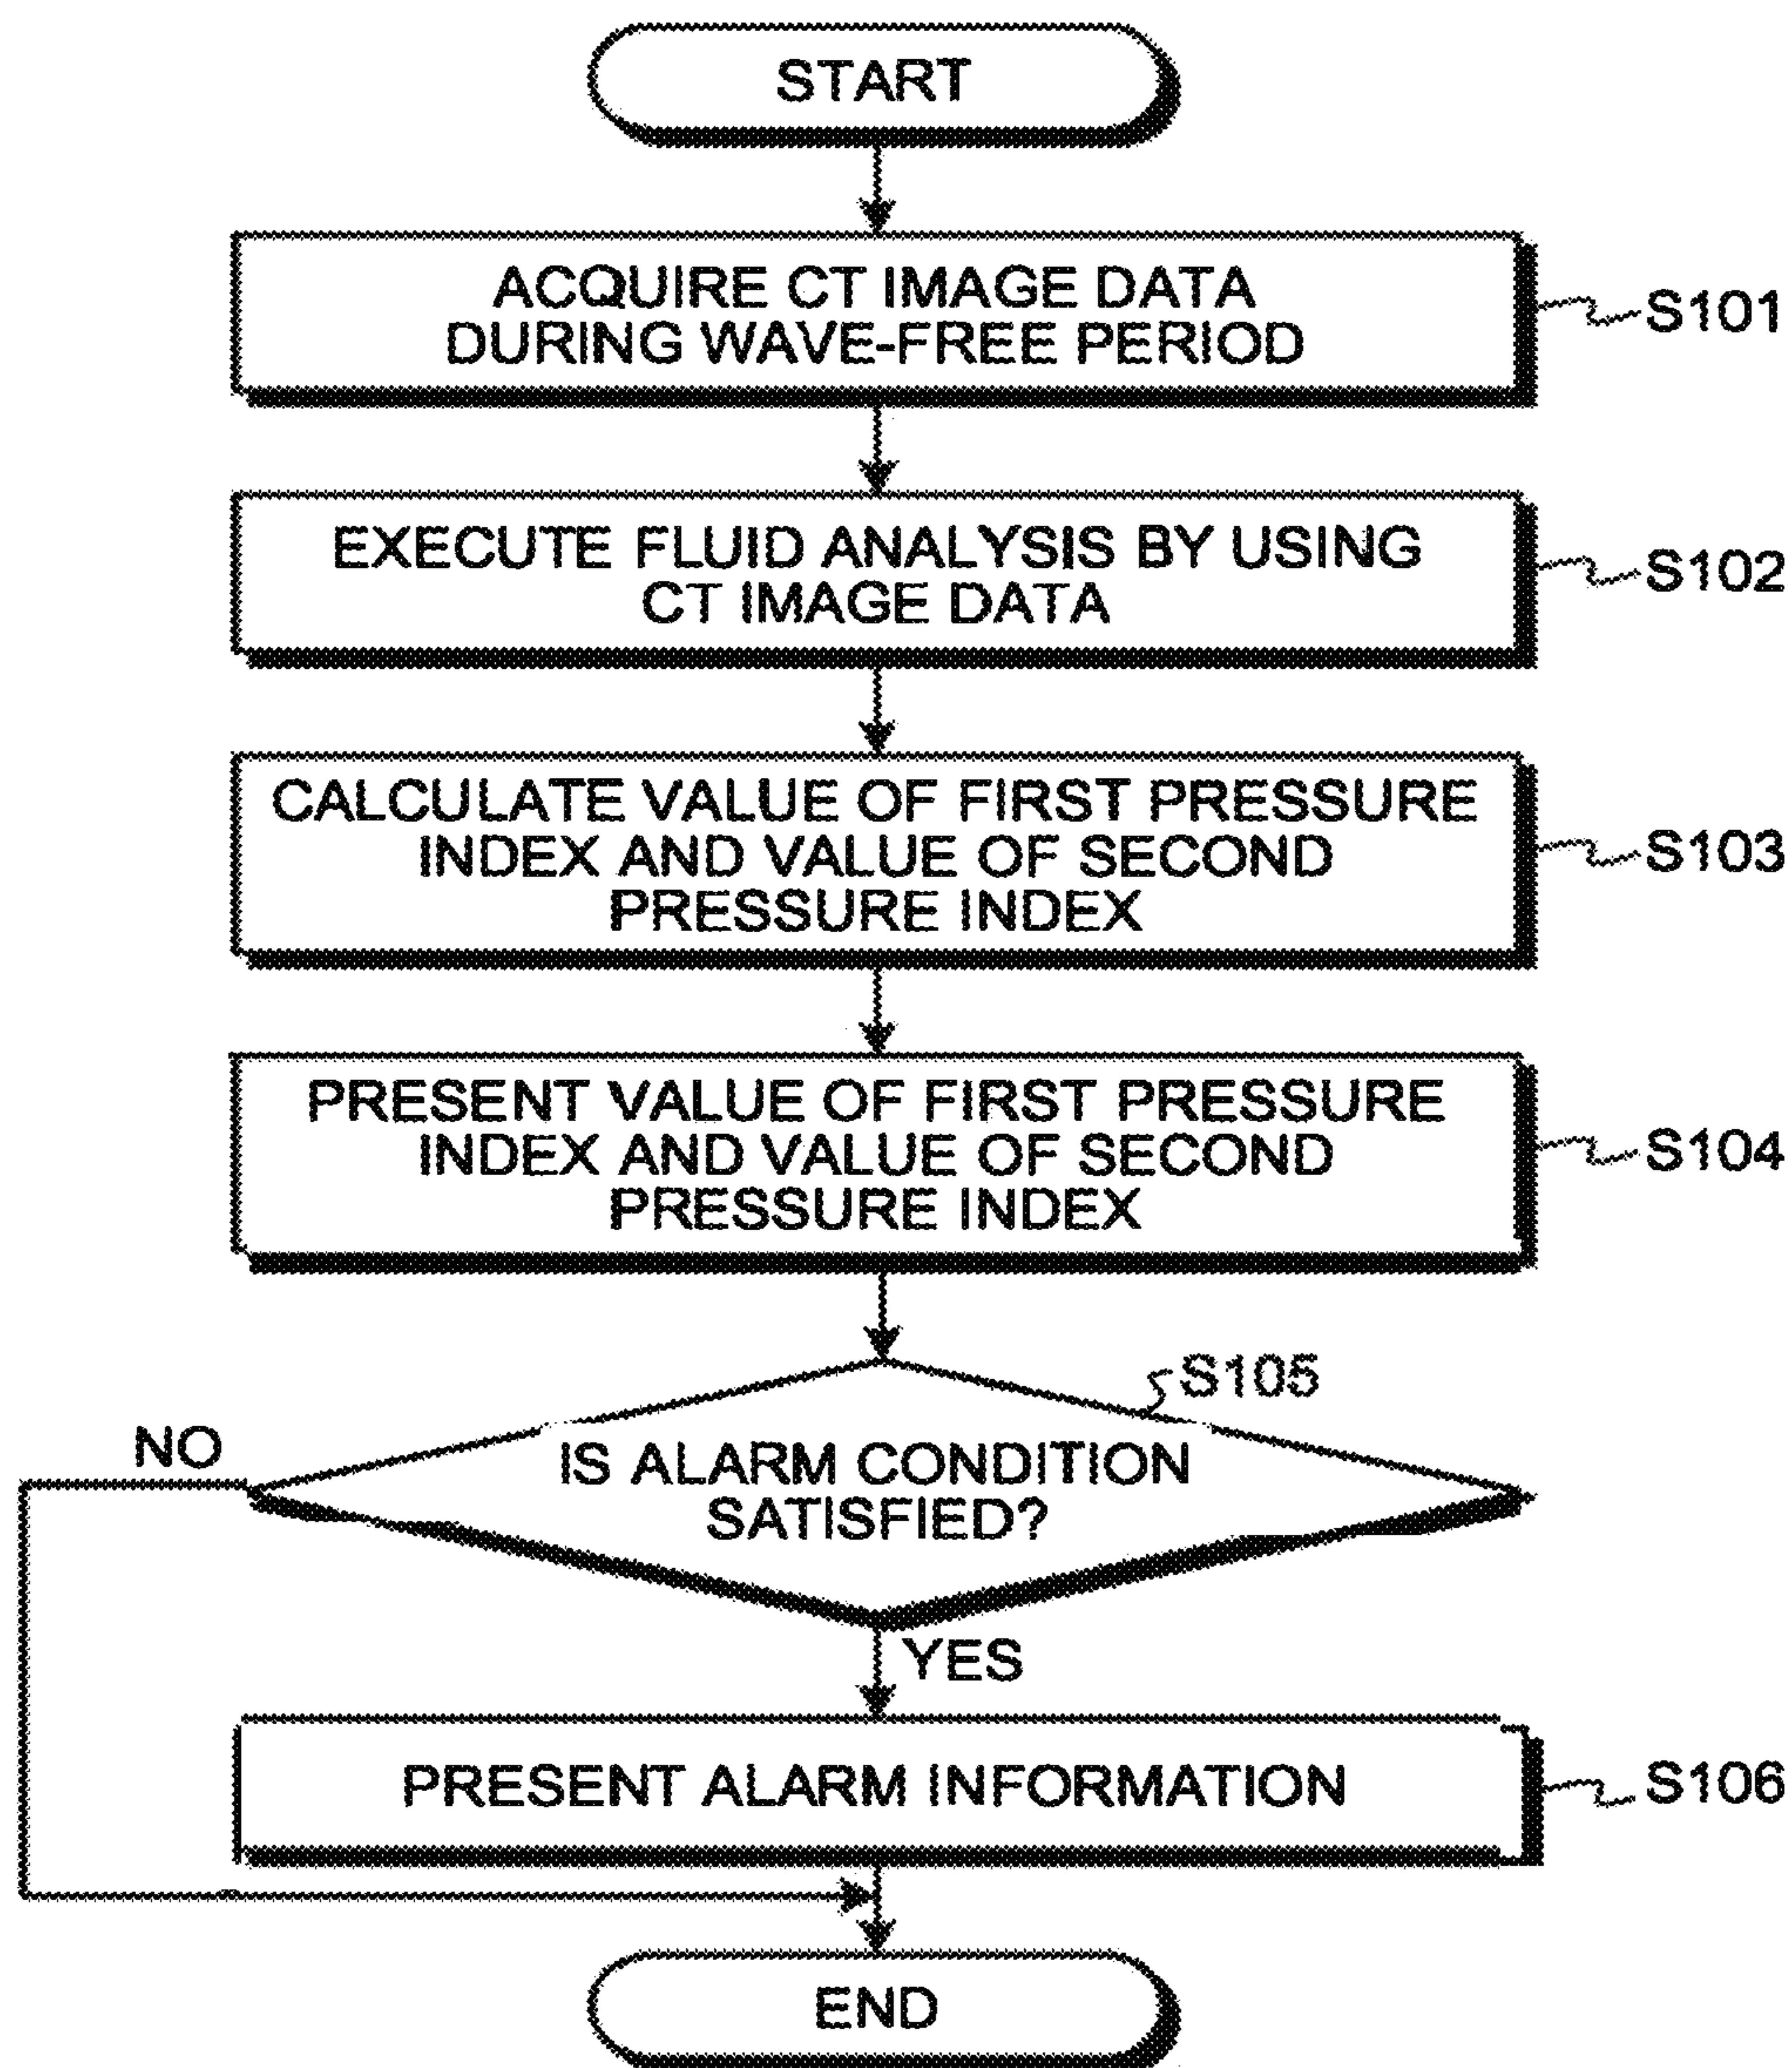 START
ACQUIRE CT IMAGE DATA
DURING WAVE-FREE PERIOD
S101
EXECUTE FLUID ANALYSIS BY USING
CT IMAGE DATA
S102
CALCULATE VALUE OF FIRST PRESSURE
INDEX AND VALUE OF SECOND
PRESSURE INDEX
S103
PRESENT VALUE OF FIRST PRESSURE
INDEX AND VALUE OF SECOND
PRESSURE INDEX
S104
S105
NO
IS ALARM CONDITION
SATISFIED?
YES
PRESENT ALARM INFORMATION
S106
END